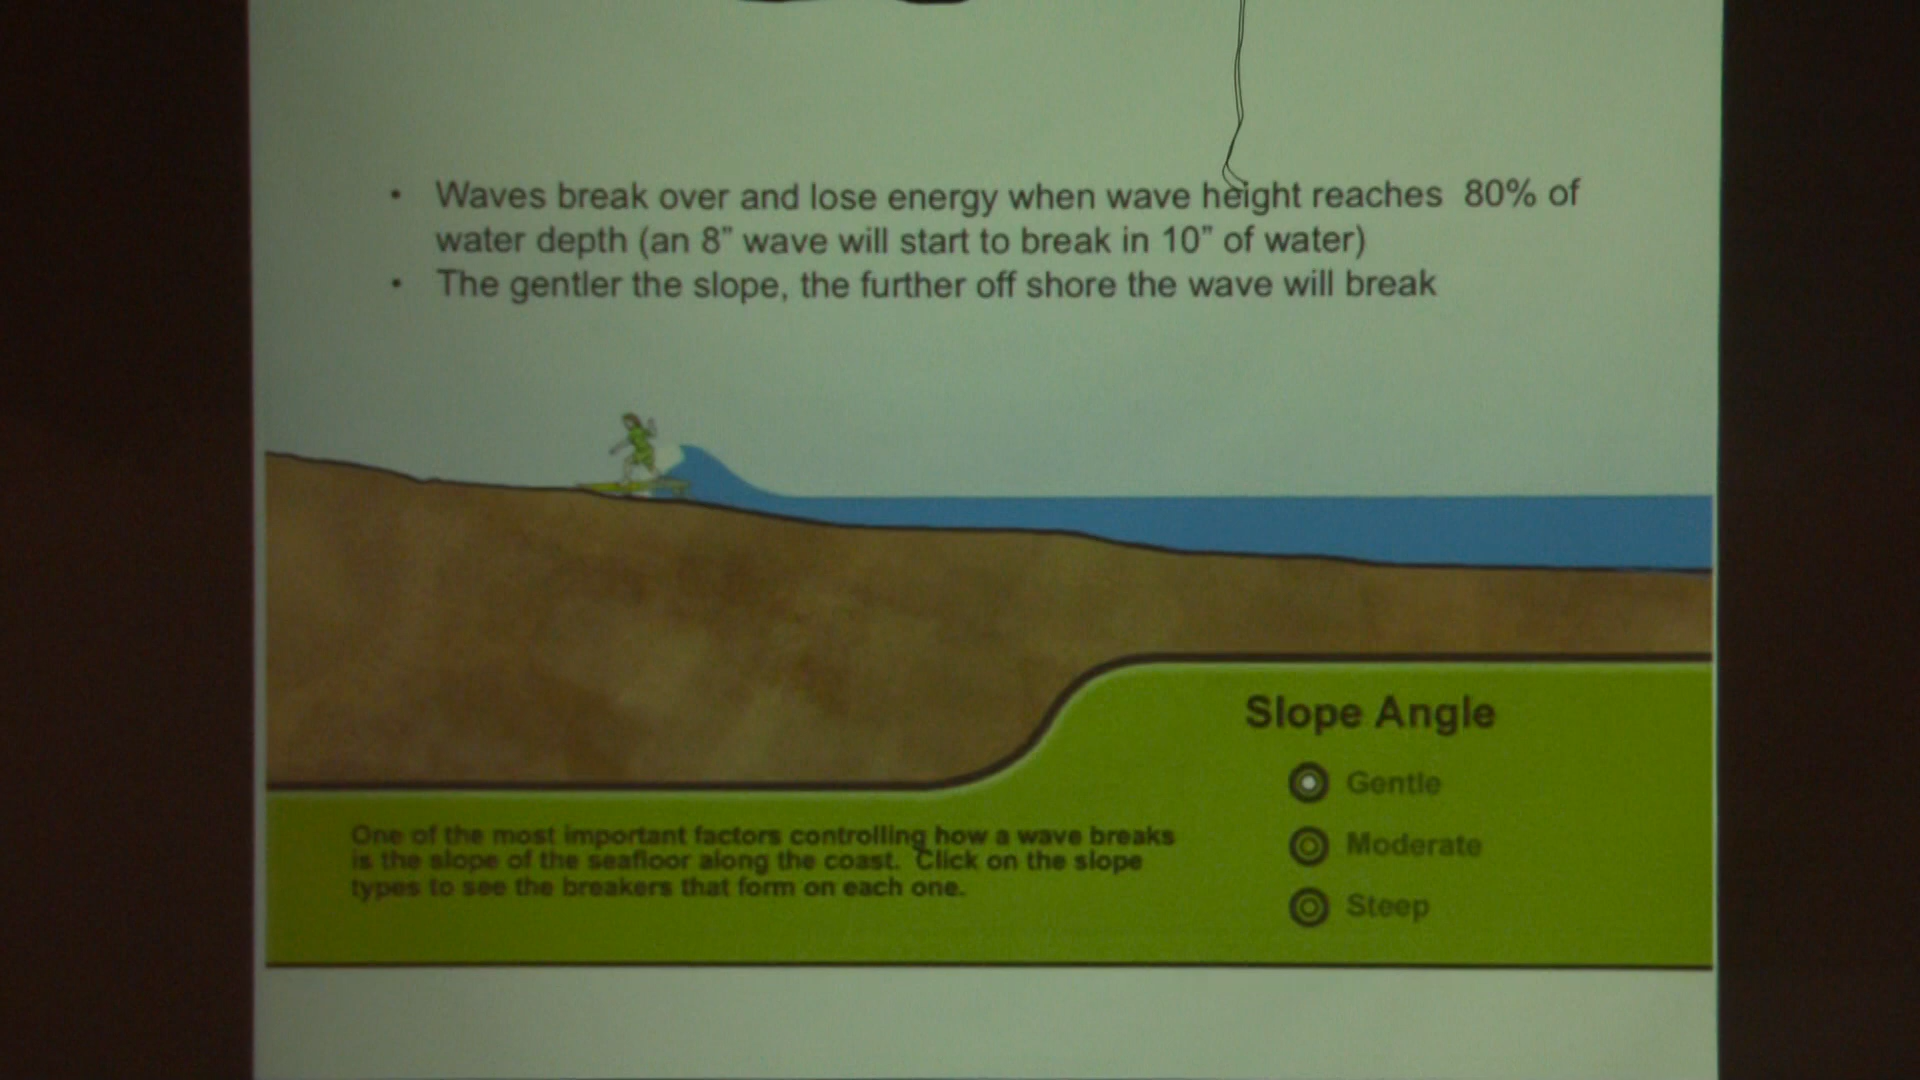 • Waves break over and lose energy when wave height reaches 80% of
water depth (an 8” wave will start to break in 10” of water)
• The gentler the slope, the further off shore the wave will break
Slope Angle
Gentle
Moderate
Steep
One of the most important factors controlling how a wave breaks
is the slope of the seafloor along the coast. Click on the slope
types to see the breakers that form on each one.